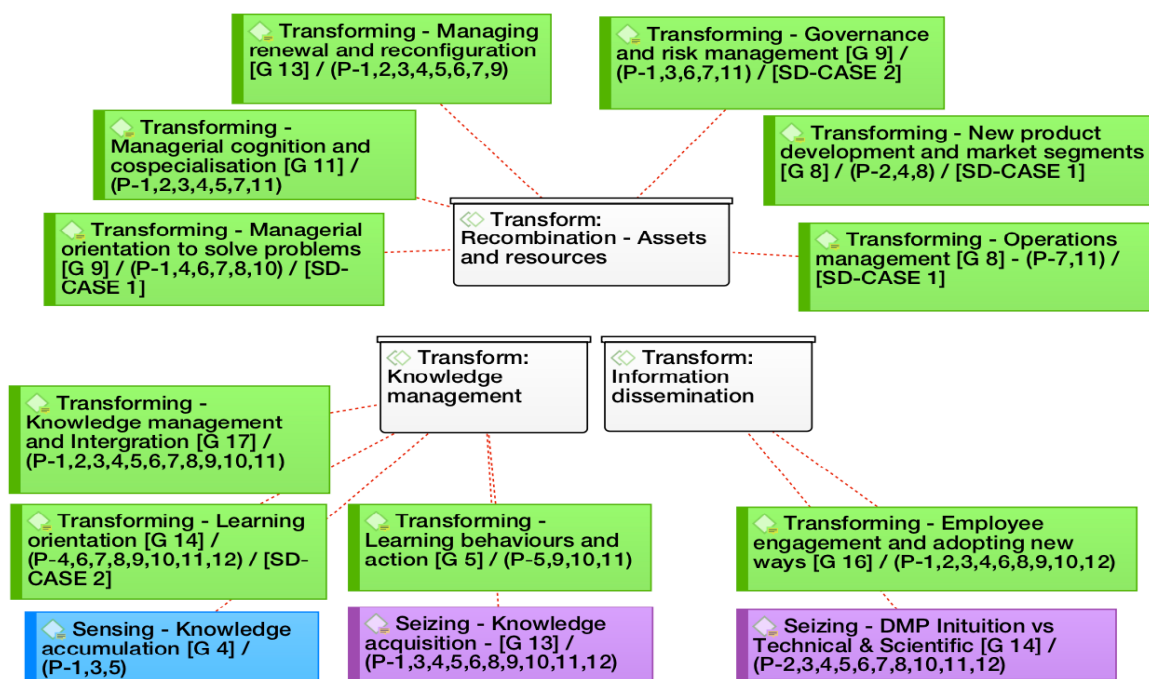 Transforming - Managing
renewal and reconfiguration
[G 13] / (P-1,2,3,4,5,6,7,9)
Transforming - Governance
and risk management [G 9] /
(P-1,3,6,7,11) / [SD-CASE 2]
Transforming -
Managerial cognition and
cospecialisation [G 11] /
(P-1,2,3,4,5,7,11)
Transforming - New product
development and market segments
[G 8] / (P-2,4,8) / [SD-CASE 1]
Transform:
Recombination - Assets
and resources
Transforming - Managerial
orientation to solve problems
[G 9] / (P-1,4,6,7,8,10) / [SD-
CASE 1]
Transforming - Operations
management [G 8] - (P-7,11) /
[SD-CASE 1]
Transform:
Knowledge
management
Transform:
Information
dissemination
Transforming -
Knowledge management
and Intergration [G 17] /
(P-1,2,3,4,5,6,7,8,9,10,11)
Transforming - Learning
orientation [G 14] /
(P-4,6,7,8,9,10,11,12) / [SD-
CASE 2]
Transforming -
Learning behaviours and
action [G 5] / (P-5,9,10,11)
Transforming - Employee
engagement and adopting new
ways [G 16] / (P-1,2,3,4,6,8,9,10,12)
Sensing - Knowledge
accumulation [G 4] /
(P-1,3,5)
Seizing - Knowledge
acquisition - [G 13] /
(P-1,3,4,5,6,8,9,10,11,12)
Seizing - DMP Inituition vs
Technical & Scientific [G 14] /
(P-2,3,4,5,6,7,8,10,11,12)